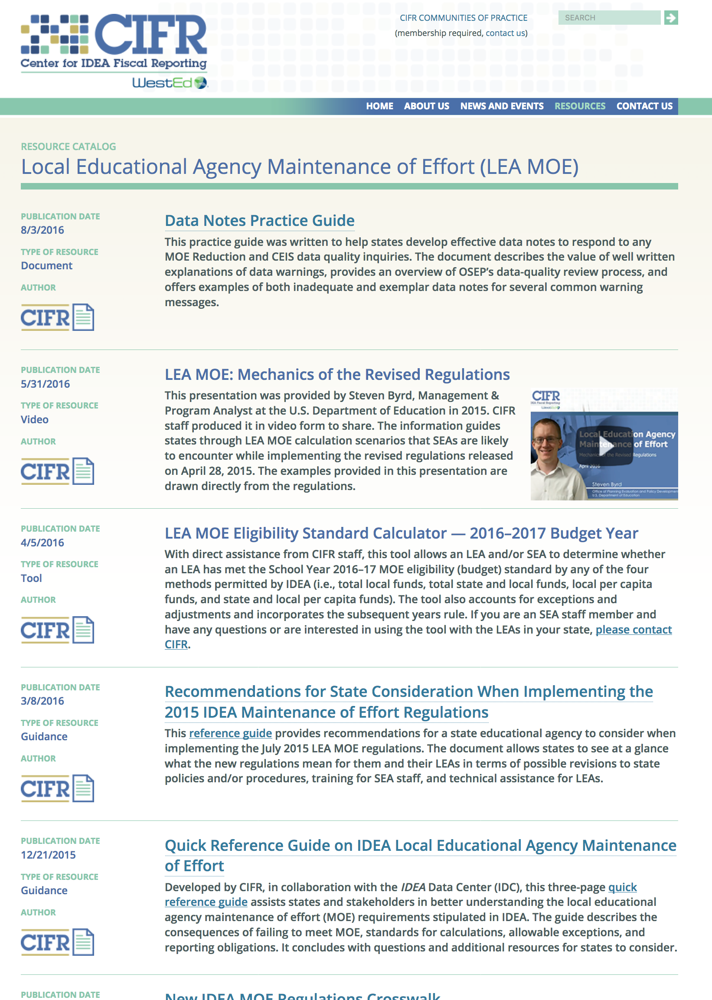 CIFR
Center for IDEA Fiscal Reporting
WestEd
CIFR COMMUNITIES OF PRACTICE
(membership required, contact us)
SEARCH
HOME ABOUT US NEWS AND EVENTS RESOURCES CONTACT US
RESOURCE CATALOG
Local Educational Agency Maintenance of Effort (LEA MOE)
PUBLICATION DATE
8/3/2016
TYPE OF RESOURCE
Document
AUTHOR
CIFR
Data Notes Practice Guide
This practice guide was written to help states develop effective data notes to respond to any
MOE Reduction and CEIS data quality inquiries. The document describes the value of well written
explanations of data warnings, provides an overview of OSEP’s data-quality review process, and
offers examples of both inadequate and exemplar data notes for several common warning
messages.
PUBLICATION DATE
5/31/2016
TYPE OF RESOURCE
Video
AUTHOR
CIFR
LEA MOE: Mechanics of the Revised Regulations
This presentation was provided by Steven Byrd, Management &
Program Analyst at the U.S. Department of Education in 2015. CIFR
staff produced it in video form to share. The information guides
states through LEA MOE calculation scenarios that SEAs are likely
to encounter while implementing the revised regulations released
on April 28, 2015. The examples provided in this presentation are
drawn directly from the regulations.
CIFR
IEA Fiscal Reporting
WestEd
Local Education Agency
Maintenance of Effort
Mechanics of the Revised Regulations
April 2016
Steven Byrd
Office of Planning Evaluation and Policy Development
U.S. Department of Education
PUBLICATION DATE
4/5/2016
TYPE OF RESOURCE
Tool
AUTHOR
CIFR
LEA MOE Eligibility Standard Calculator — 2016–2017 Budget Year
With direct assistance from CIFR staff, this tool allows an LEA and/or SEA to determine whether
an LEA has met the School Year 2016–17 MOE eligibility (budget) standard by any of the four
methods permitted by IDEA (i.e., total local funds, total state and local funds, local per capita
funds, and state and local per capita funds). The tool also accounts for exceptions and
adjustments and incorporates the subsequent years rule. If you are an SEA staff member and
have any questions or are interested in using the tool with the LEAs in your state, please contact
CIFR.
PUBLICATION DATE
3/8/2016
TYPE OF RESOURCE
Guidance
AUTHOR
CIFR
Recommendations for State Consideration When Implementing the
2015 IDEA Maintenance of Effort Regulations
This reference guide provides recommendations for a state educational agency to consider when
implementing the July 2015 LEA MOE regulations. The document allows states to see at a glance
what the new regulations mean for them and their LEAs in terms of possible revisions to state
policies and/or procedures, training for SEA staff, and technical assistance for LEAs.
PUBLICATION DATE
12/21/2015
TYPE OF RESOURCE
Guidance
AUTHOR
CIFR
Quick Reference Guide on IDEA Local Educational Agency Maintenance
of Effort
Developed by CIFR, in collaboration with the IDEA Data Center (IDC), this three-page quick
reference guide assists states and stakeholders in better understanding the local educational
agency maintenance of effort (MOE) requirements stipulated in IDEA. The guide describes the
consequences of failing to meet MOE, standards for calculations, allowable exceptions, and
reporting obligations. It concludes with questions and additional resources for states to consider.
PUBLICATION DATE
New IDEA MOE Regulations Crosswalk